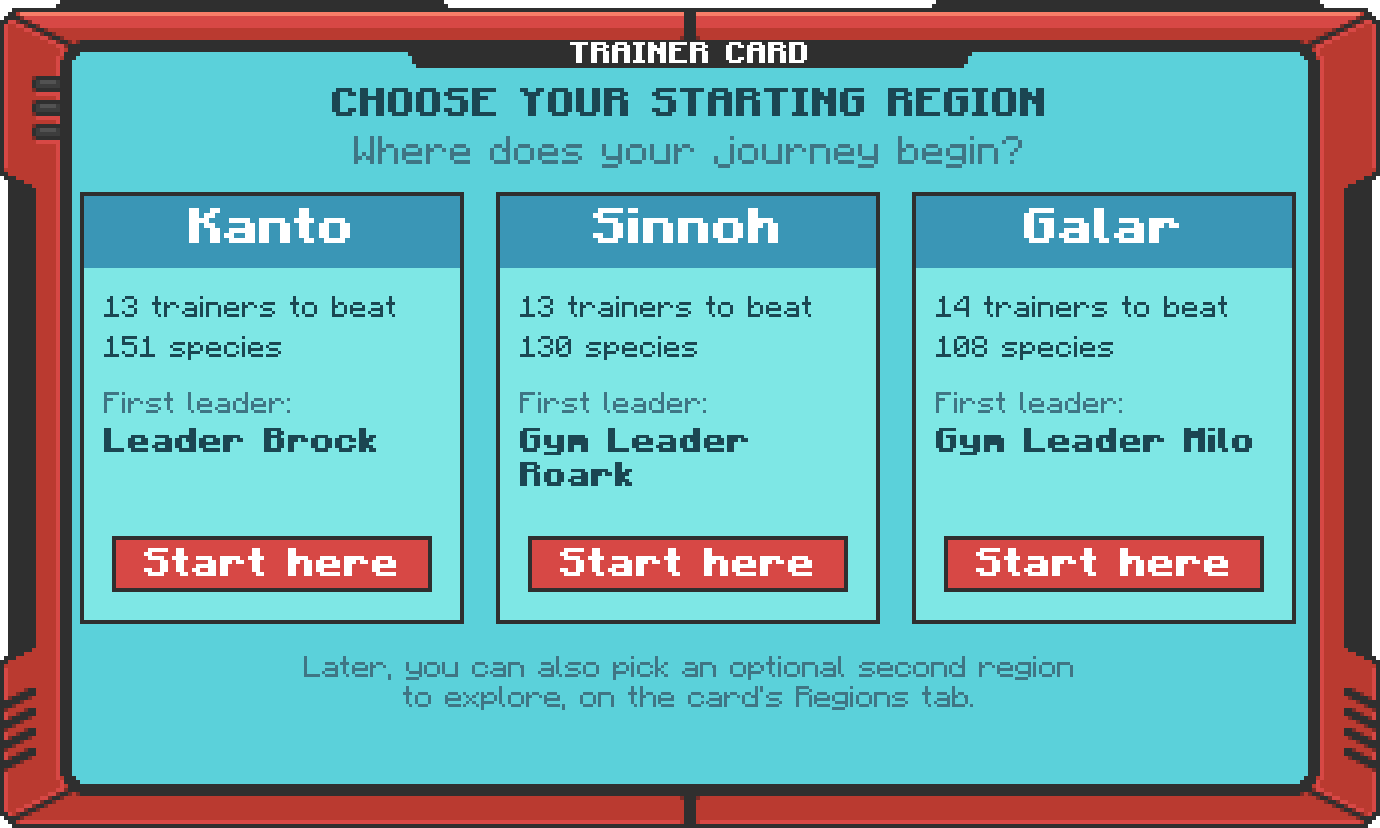 TRAINER CARD
CHOOSE YOUR STARTING REGION
Where does your journey begin?
Kanto
13 trainers to beat
151 species
First leader:
Leader Brock
Start here
Sinnoh
13 trainers to beat
130 species
First leader:
Gym Leader
Roark
Start here
Galar
14 trainers to beat
108 species
First leader:
Gym Leader Milo
Start here
Later, you can also pick an optional second region
to explore, on the card's Regions tab.